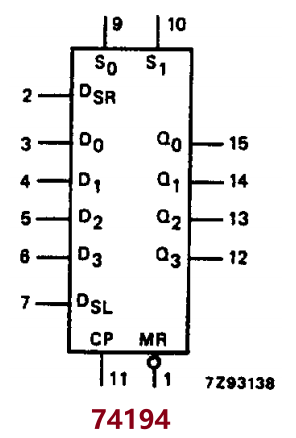 9 10
S0 S1
2 DSR
3 D0 Q0 15
4 D1 Q1 14
5 D2 Q2 13
6 D3 Q3 12
7 DSL
CP MR
11 1 7Z93138
74194